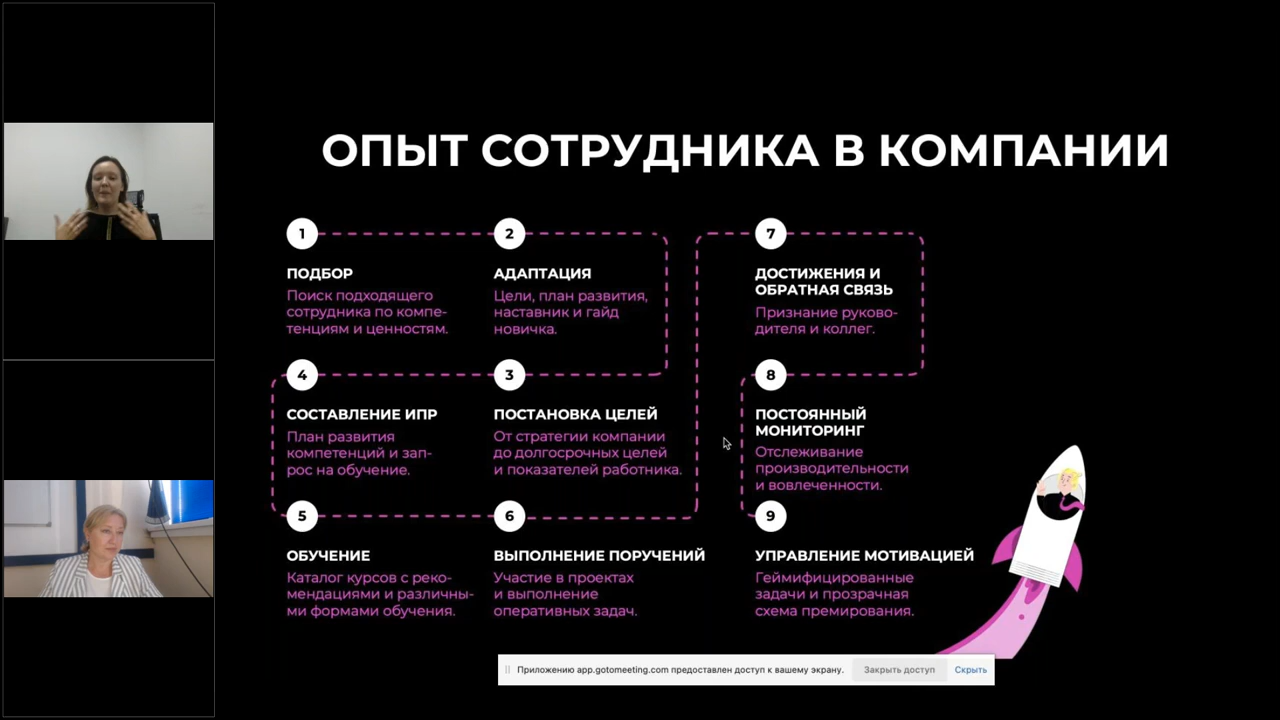 ОПЫТ СОТРУДНИКА В КОМПАНИИ
1
ПОДБОР
Поиск подходящего
сотрудника по компе-
тенциям и ценностям.
2
АДАПТАЦИЯ
Цели, план развития,
наставник и гайд
новичка.
3
ПОСТАНОВКА ЦЕЛЕЙ
От стратегии компании
до долгосрочных целей
и показателей работника.
4
СОСТАВЛЕНИЕ ИПР
План развития
компетенций и зап-
рос на обучение.
5
ОБУЧЕНИЕ
Каталог курсов с реко-
мендациями и различны-
ми формами обучения.
6
ВЫПОЛНЕНИЕ ПОРУЧЕНИЙ
Участие в проектах
и выполнение
оперативных задач.
7
ДОСТИЖЕНИЯ И
ОБРАТНАЯ СВЯЗЬ
Признание руково-
дителя и коллег.
8
ПОСТОЯННЫЙ
МОНИТОРИНГ
Отслеживание
производительности
и вовлеченности.
9
УПРАВЛЕНИЕ МОТИВАЦИЕЙ
Геймифицированные
задачи и прозрачная
схема премирования.
Приложению app.gotomeeting.com предоставлен доступ к вашему экрану. Закрыть доступ Скрыть